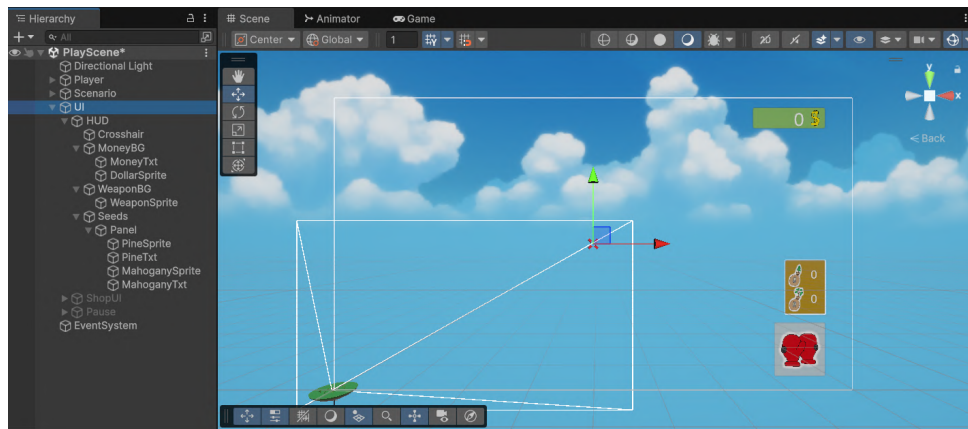 Hierarchy
Scene
Animator
Game
All
Center
Global
1
2D
PlayScene*
Directional Light
Player
Scenario
UI
HUD
Crosshair
MoneyBG
MoneyTxt
DollarSprite
WeaponBG
WeaponSprite
Seeds
Panel
PineSprite
PineTxt
MahoganySprite
MahoganyTxt
ShopUI
Pause
EventSystem
0 $
y
x
Back
0
0